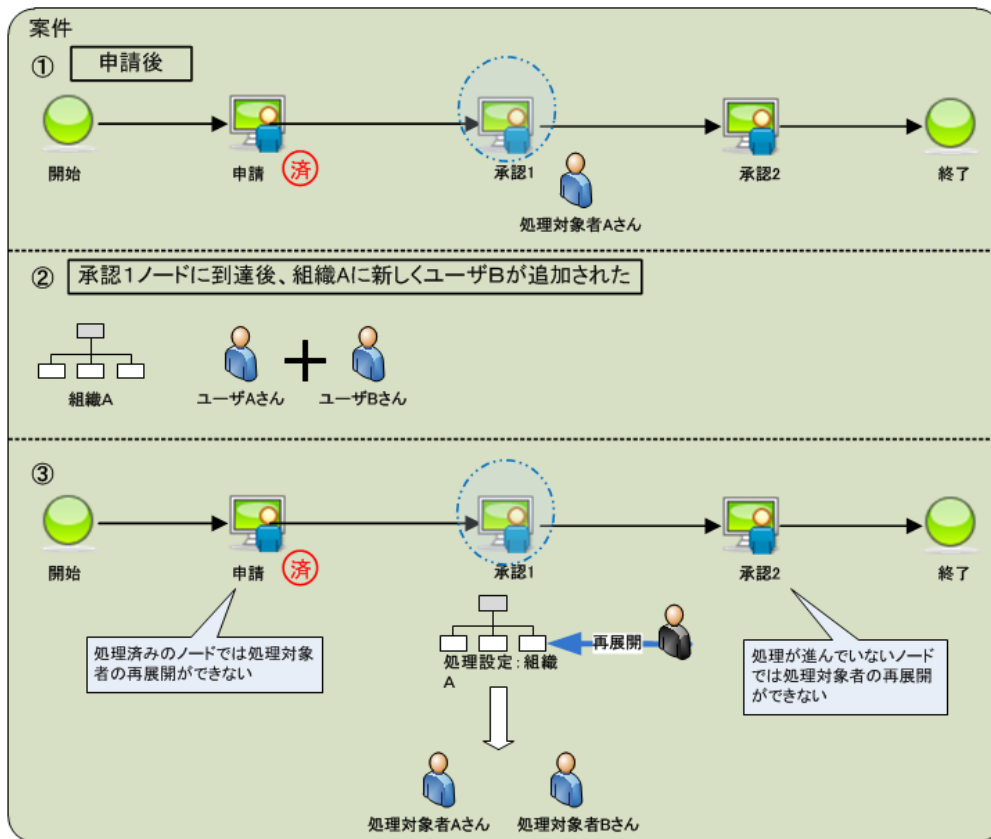 案件
① 申請後
開始
申請
済
承認1
承認2
終了
処理対象者Aさん
② 承認1ノードに到達後、組織Aに新しくユーザBが追加された
組織A
ユーザAさん
ユーザBさん
③
開始
申請
済
承認1
承認2
終了
処理済みのノードでは処理対象
者の再展開ができない
再展開
処理設定:組織
A
処理が進んでいないノード
では処理対象者の再展開
ができない
処理対象者Aさん
処理対象者Bさん